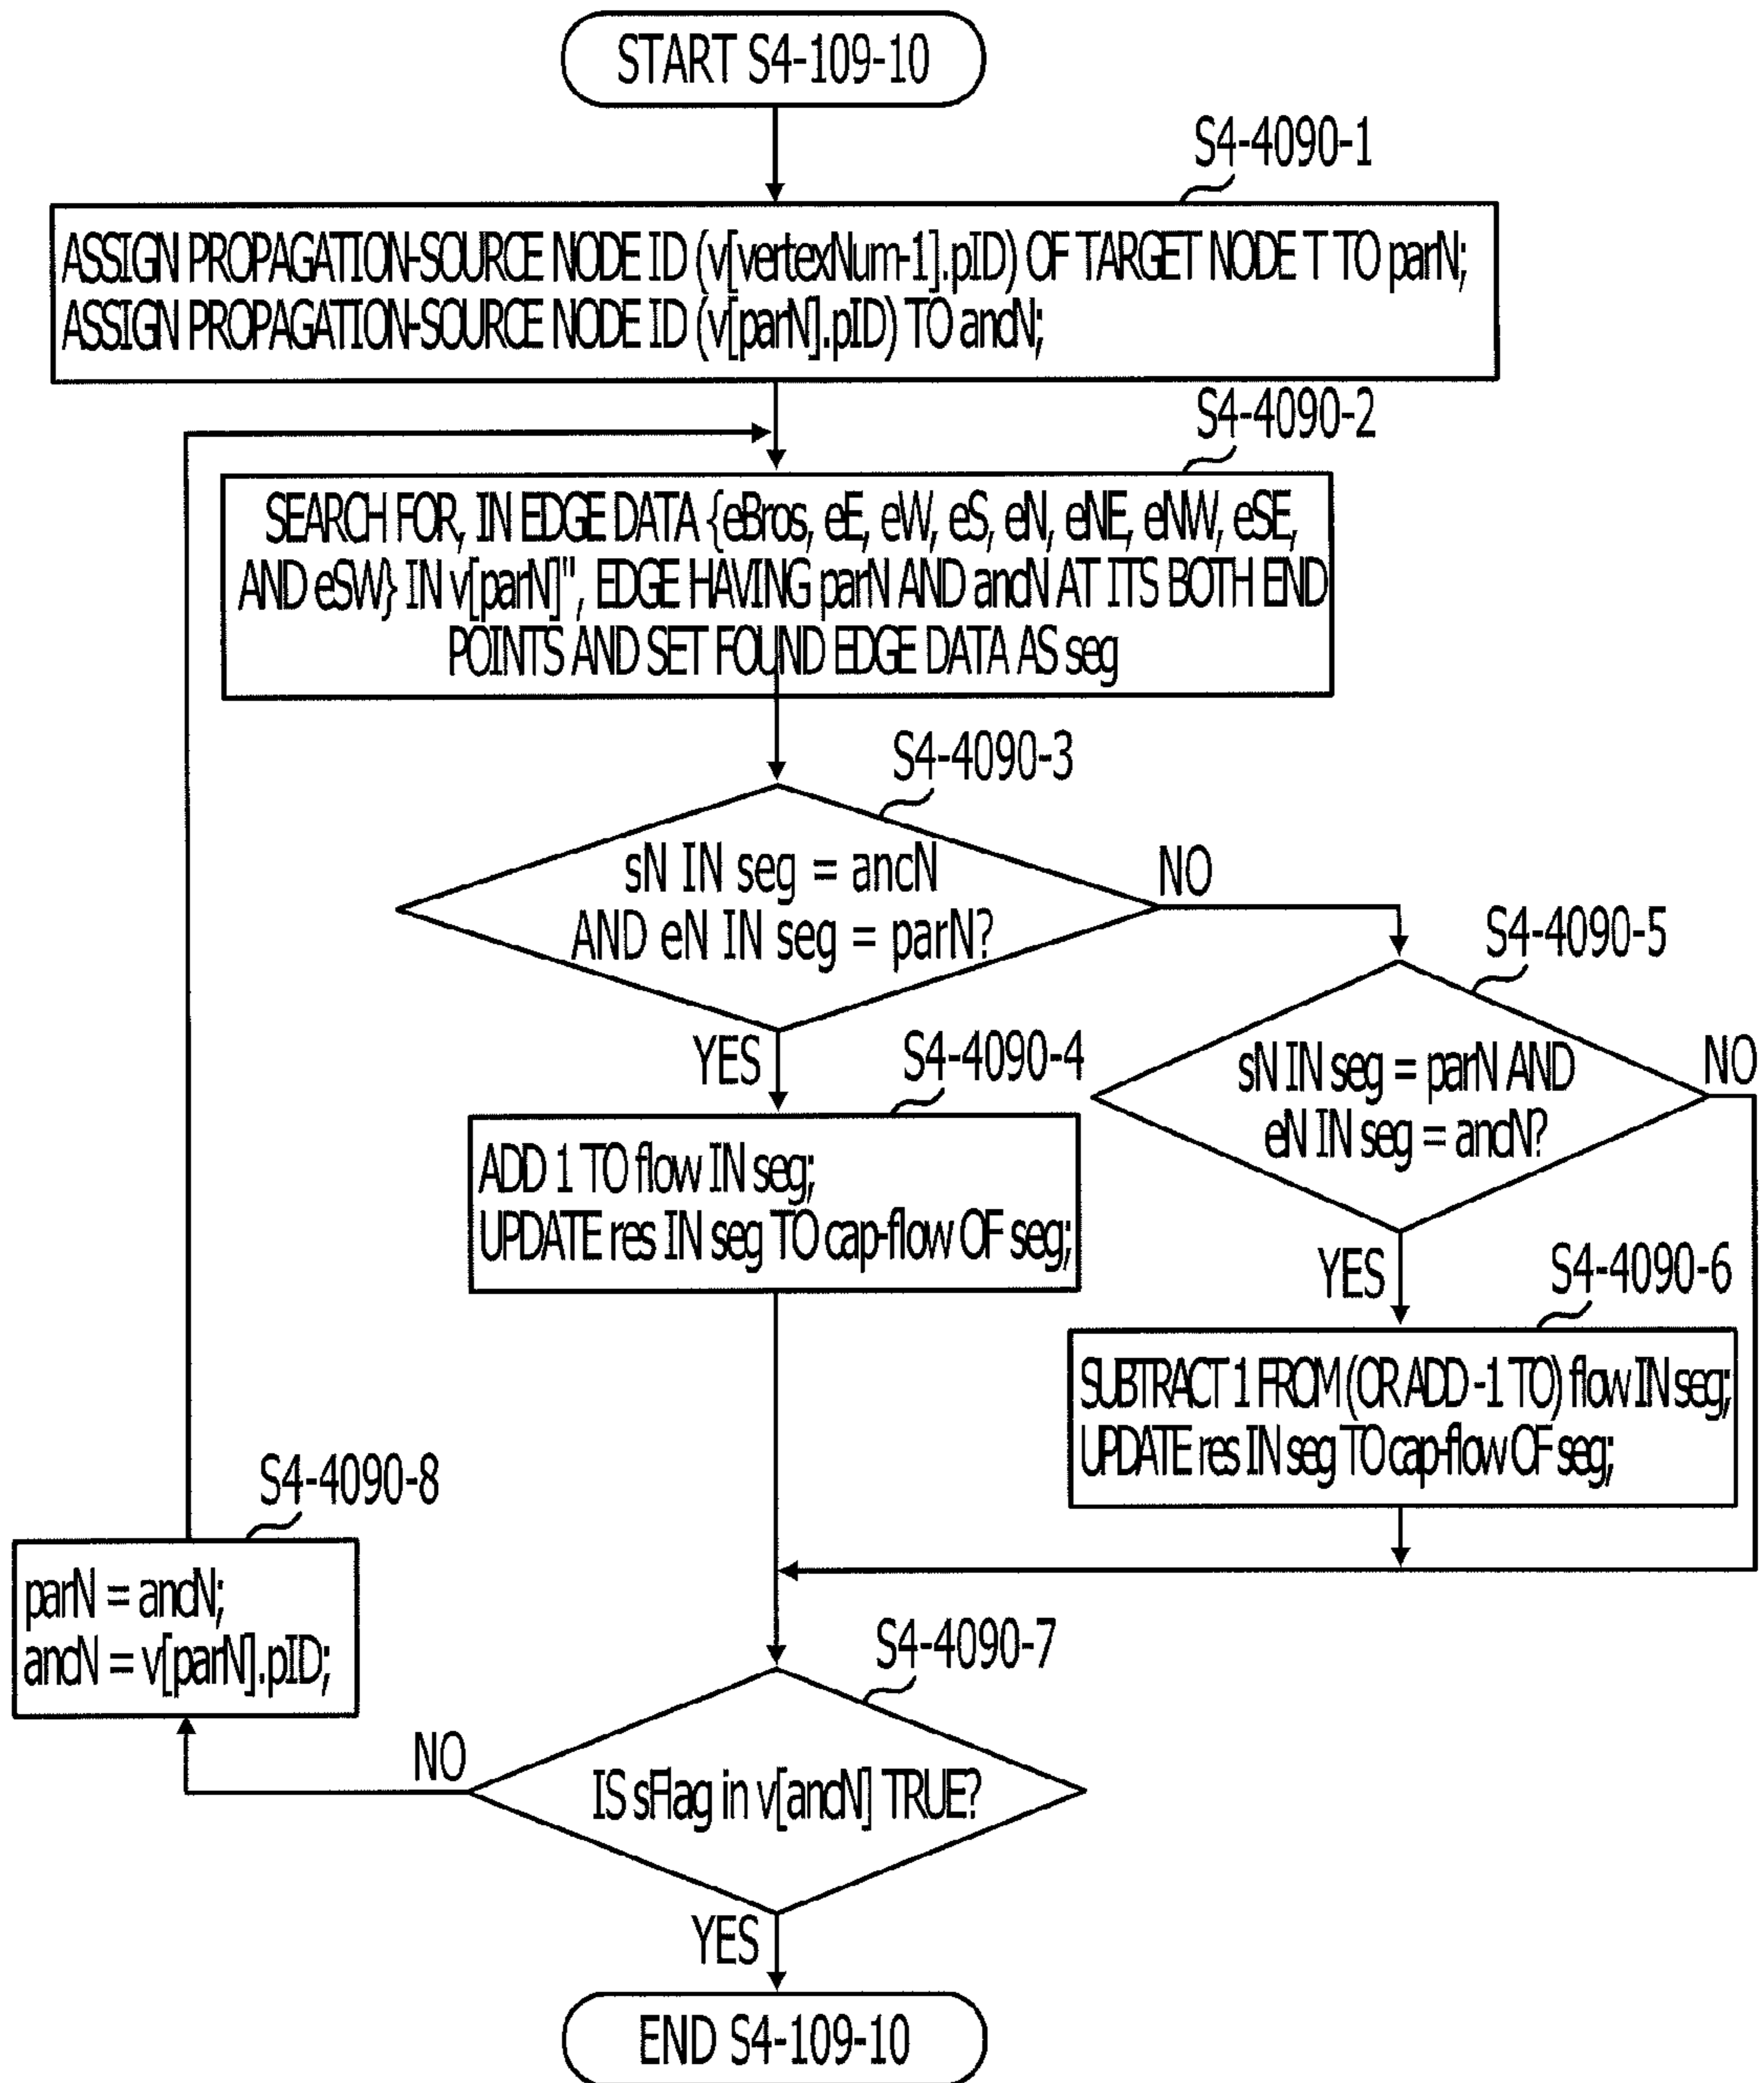 START S4-109-10
S4-4090-1
ASSIGN PROPAGATION-SOURCE NODE ID (v[vertexNum-1].pID) OF TARGET NODE T TO parN;
ASSIGN PROPAGATION-SOURCE NODE ID (v[parN].pID) TO ancN;
S4-4090-2
SEARCH FOR, IN EDGE DATA {eBros, eE, eW, eS, eN, eNE, eNW, eSE,
AND eSW} IN v[parN]", EDGE HAVING parN AND ancN AT ITS BOTH END
POINTS AND SET FOUND EDGE DATA AS seg
S4-4090-3
sN IN seg = ancN
AND eN IN seg = parN?
NO
YES
S4-4090-5
sN IN seg = parN AND
eN IN seg = ancN?
NO
YES
S4-4090-4
ADD 1 TO flow IN seg;
UPDATE res IN seg TO cap-flow OF seg;
S4-4090-6
SUBTRACT 1 FROM (OR ADD -1 TO) flow IN seg;
UPDATE res IN seg TO cap-flow OF seg;
S4-4090-8
parN = ancN;
ancN = v[parN].pID;
S4-4090-7
IS sFlag in v[ancN] TRUE?
NO
YES
END S4-109-10